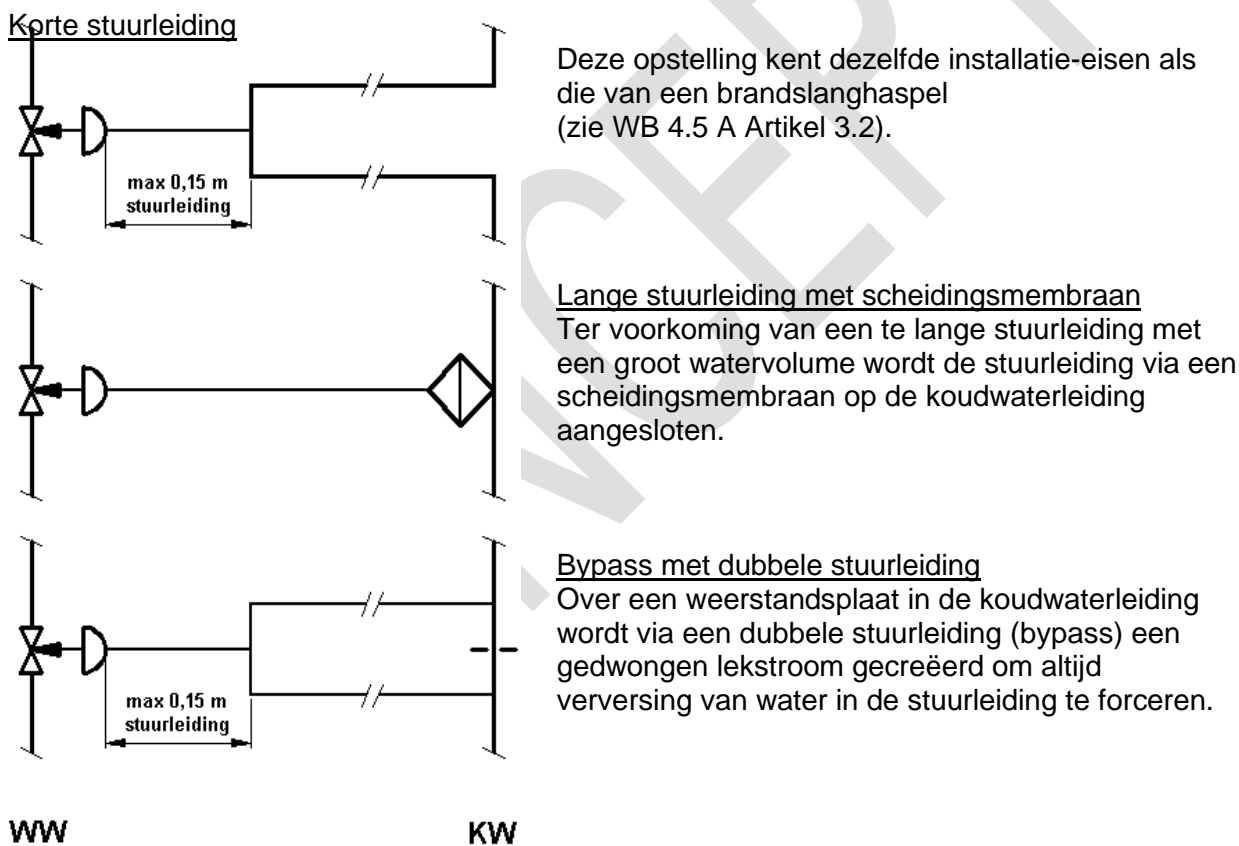 Korte stuurleiding
Deze opstelling kent dezelfde installatie-eisen als
die van een brandslanghaspel
(zie WB 4.5 A Artikel 3.2).
max 0,15 m
stuurleiding
Lange stuurleiding met scheidingsmembraan
Ter voorkoming van een te lange stuurleiding met
een groot watervolume wordt de stuurleiding via een
scheidingsmembraan op de koudwaterleiding
aangesloten.
Bypass met dubbele stuurleiding
Over een weerstandsplaat in de koudwaterleiding
wordt via een dubbele stuurleiding (bypass) een
gedwongen lekstroom gecreëerd om altijd
verversing van water in de stuurleiding te forceren.
max 0,15 m
stuurleiding
WW
KW